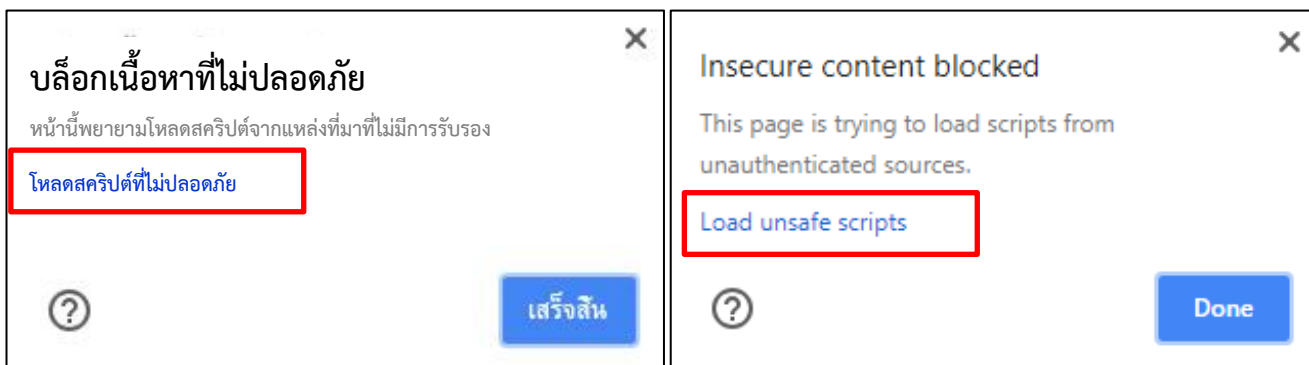 บล็อกเนื้อหาที่ไม่ปลอดภัย
หน้านี้พยายามโหลดสคริปต์จากแหล่งที่มาที่ไม่มีการรับรอง
โหลดสคริปต์ที่ไม่ปลอดภัย
เสร็จสิ้น
Insecure content blocked
This page is trying to load scripts from
unauthenticated sources.
Load unsafe scripts
Done